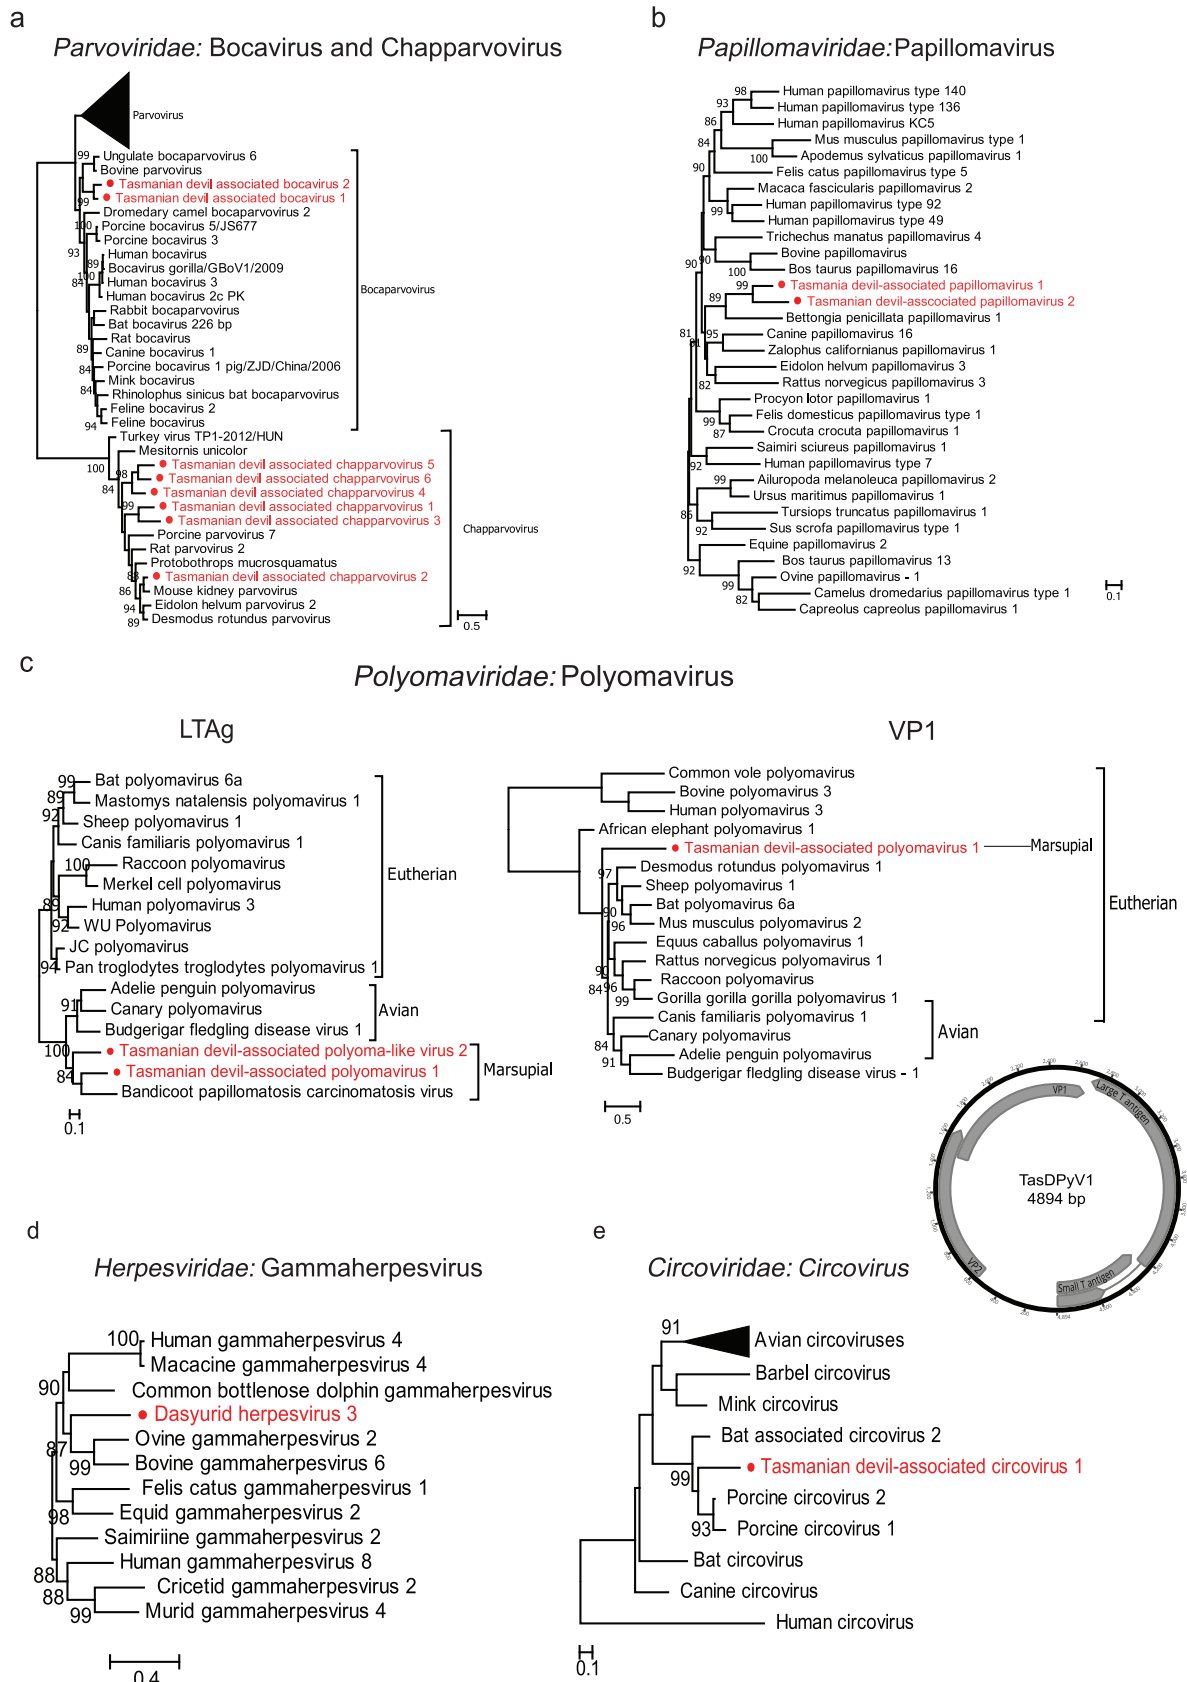 a
Parvoviridae: Bocavirus and Chapparvovirus
Parvovirus
99
Ungulate bocaparvovirus 6
Bovine parvovirus
Tasmanian devil associated bocavirus 2
99
Tasmanian devil associated bocavirus 1
Dromedary camel bocaparvovirus 2
100
Porcine bocavirus 5/JS677
Porcine bocavirus 3
93
Human bocavirus
89
Bocavirus gorilla/GBoV1/2009
100
84
Human bocavirus 3
Human bocavirus 2c PK
Bocaparvovirus
Rabbit bocaparvovirus
Bat bocavirus 226 bp
Rat bocavirus
89
Canine bocavirus 1
84
Porcine bocavirus 1 pig/ZJD/China/2006
Mink bocavirus
84
Rhinolophus sinicus bat bocaparvovirus
Feline bocavirus 2
94
Feline bocavirus
Turkey virus TP1-2012/HUN
Mesitornis unicolor
100
Tasmanian devil associated chapparvovirus 5
98
Tasmanian devil associated chapparvovirus 6
84
Tasmanian devil associated chapparvovirus 4
99
Tasmanian devil associated chapparvovirus 1
Tasmanian devil associated chapparvovirus 3
Chapparvovirus
Porcine parvovirus 7
Rat parvovirus 2
Protobothrops mucrosquamatus
Tasmanian devil associated chapparvovirus 2
86
Mouse kidney parvovirus
94
Eidolon helvum parvovirus 2
89
Desmodus rotundus parvovirus
0.5
b
Papillomaviridae: Papillomavirus
98
Human papillomavirus type 140
93
Human papillomavirus type 136
86
Human papillomavirus KC5
84
Mus musculus papillomavirus type 1
100
Apodemus sylvaticus papillomavirus 1
90
Felis catus papillomavirus type 5
Macaca fascicularis papillomavirus 2
99
Human papillomavirus type 92
Human papillomavirus type 49
Trichechus manatus papillomavirus 4
90
90
Bovine papillomavirus
100
Bos taurus papillomavirus 16
99
Tasmania devil-associated papillomavirus 1
89
Tasmanian devil-asscociated papillomavirus 2
Bettongia penicillata papillomavirus 1
81
95
Canine papillomavirus 16
81
Zalophus californianus papillomavirus 1
Eidolon helvum papillomavirus 3
82
Rattus norvegicus papillomavirus 3
Procyon lotor papillomavirus 1
99
Felis domesticus papillomavirus type 1
87
Crocuta crocuta papillomavirus 1
Saimiri sciureus papillomavirus 1
92
Human papillomavirus type 7
99
Ailuropoda melanoleuca papillomavirus 2
Ursus maritimus papillomavirus 1
Tursiops truncatus papillomavirus 1
92
Sus scrofa papillomavirus type 1
Equine papillomavirus 2
92
Bos taurus papillomavirus 13
99
Ovine papillomavirus - 1
82
Camelus dromedarius papillomavirus type 1
Capreolus capreolus papillomavirus 1
0.1
c
Polyomaviridae: Polyomavirus
LTAg
99
Bat polyomavirus 6a
89
Mastomys natalensis polyomavirus 1
92
Sheep polyomavirus 1
Canis familiaris polyomavirus 1
100
Raccoon polyomavirus
Merkel cell polyomavirus
Eutherian
89
Human polyomavirus 3
92
WU Polyomavirus
JC polyomavirus
94
Pan troglodytes troglodytes polyomavirus 1
Adelie penguin polyomavirus
91
Canary polyomavirus
Avian
Budgerigar fledgling disease virus 1
100
Tasmanian devil-associated polyoma-like virus 2
84
Tasmanian devil-associated polyomavirus 1
Marsupial
Bandicoot papillomatosis carcinomatosis virus
0.1
VP1
Common vole polyomavirus
Bovine polyomavirus 3
Human polyomavirus 3
African elephant polyomavirus 1
Tasmanian devil-associated polyomavirus 1
Marsupial
97
Desmodus rotundus polyomavirus 1
Sheep polyomavirus 1
90
Bat polyomavirus 6a
Eutherian
96
Mus musculus polyomavirus 2
Equus caballus polyomavirus 1
90
Rattus norvegicus polyomavirus 1
84
96
Raccoon polyomavirus
99
Gorilla gorilla gorilla polyomavirus 1
Canis familiaris polyomavirus 1
84
Canary polyomavirus
Avian
91
Adelie penguin polyomavirus
Budgerigar fledgling disease virus - 1
0.5
VP1
Large T antigen
VP2
Small T antigen
TasDPyV1
4894 bp
d
Herpesviridae: Gammaherpesvirus
100
Human gammaherpesvirus 4
Macacine gammaherpesvirus 4
90
Common bottlenose dolphin gammaherpesvirus
Dasyurid herpesvirus 3
87
Ovine gammaherpesvirus 2
99
Bovine gammaherpesvirus 6
Felis catus gammaherpesvirus 1
98
Equid gammaherpesvirus 2
Saimiriine gammaherpesvirus 2
88
Human gammaherpesvirus 8
88
Cricetid gammaherpesvirus 2
99
Murid gammaherpesvirus 4
0.4
e
Circoviridae: Circovirus
91
Avian circoviruses
Barbel circovirus
Mink circovirus
Bat associated circovirus 2
99
Tasmanian devil-associated circovirus 1
Porcine circovirus 2
93
Porcine circovirus 1
Bat circovirus
Canine circovirus
Human circovirus
0.1